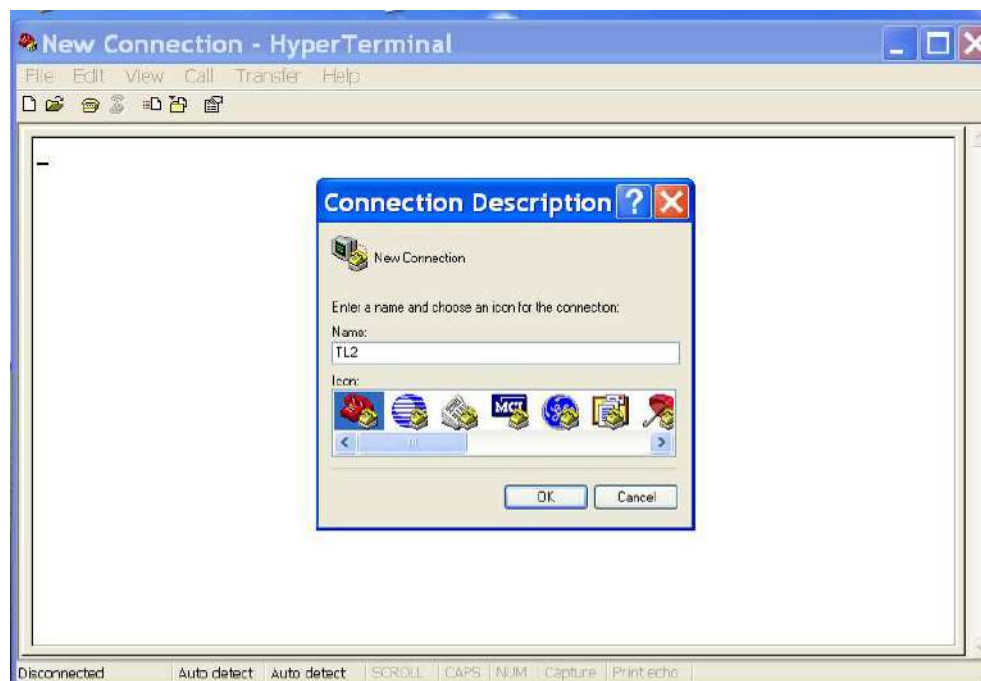 New Connection - HyperTerminal
File Edit View Call Transfer Help
Connection Description
New Connection
Enter a name and choose an icon for the connection:
Name:
TL2
Icon:
MCI
OK Cancel
Disconnected Auto detect Auto detect SCROLL CAPS NUM Capture Print echo